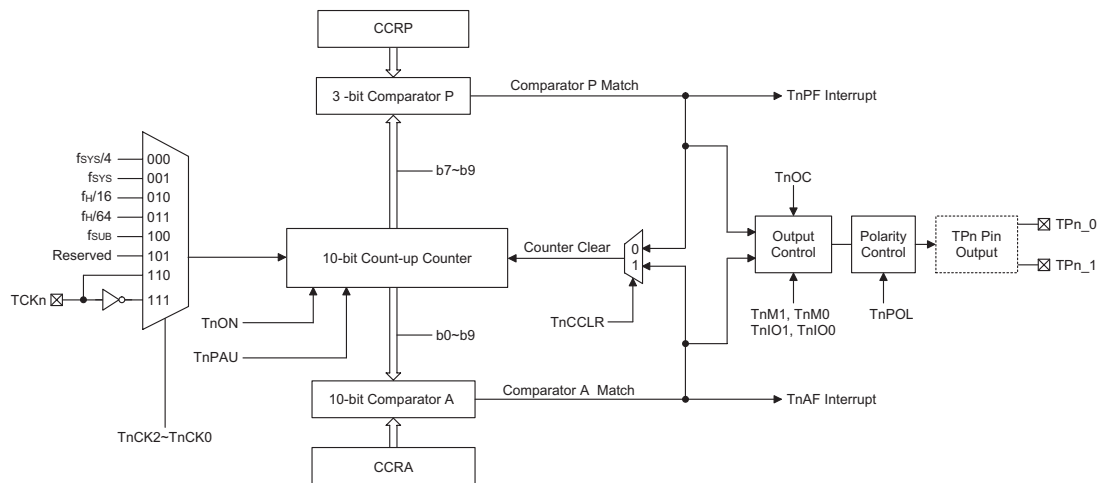 CCRP
3 -bit Comparator P
Comparator P Match
TnPF Interrupt
b7~b9
fSYS/4
000
fSYS
001
fH/16
010
fH/64
011
fSUB
100
Reserved
101
110
TCKn
111
TnCK2~TnCK0
10-bit Count-up Counter
Counter Clear
0
1
TnCCLR
TnON
TnPAU
b0~b9
10-bit Comparator A
Comparator A Match
TnAF Interrupt
CCRA
TnOC
Output
Control
TnM1, TnM0
TnIO1, TnIO0
Polarity
Control
TnPOL
TPn Pin
Output
TPn_0
TPn_1